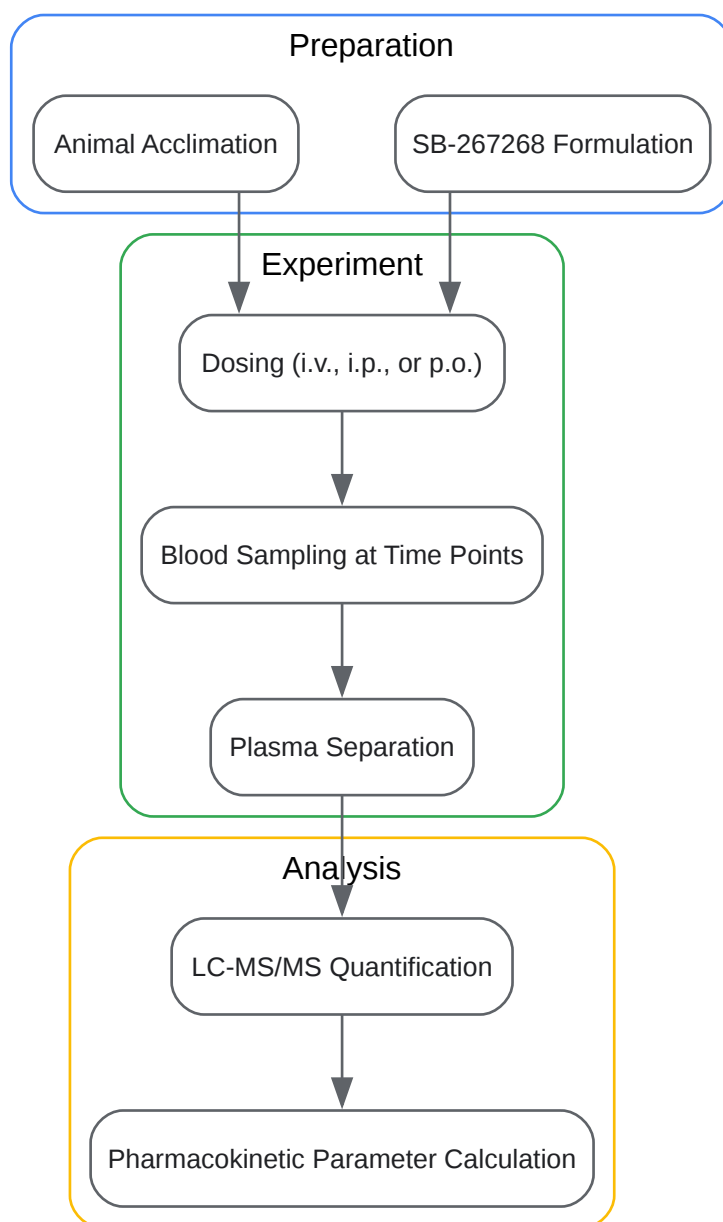 Preparation
Animal Acclimation
SB-267268 Formulation
Experiment
Dosing (i.v., i.p., or p.o.)
Blood Sampling at Time Points
Plasma Separation
Analysis
LC-MS/MS Quantification
Pharmacokinetic Parameter Calculation